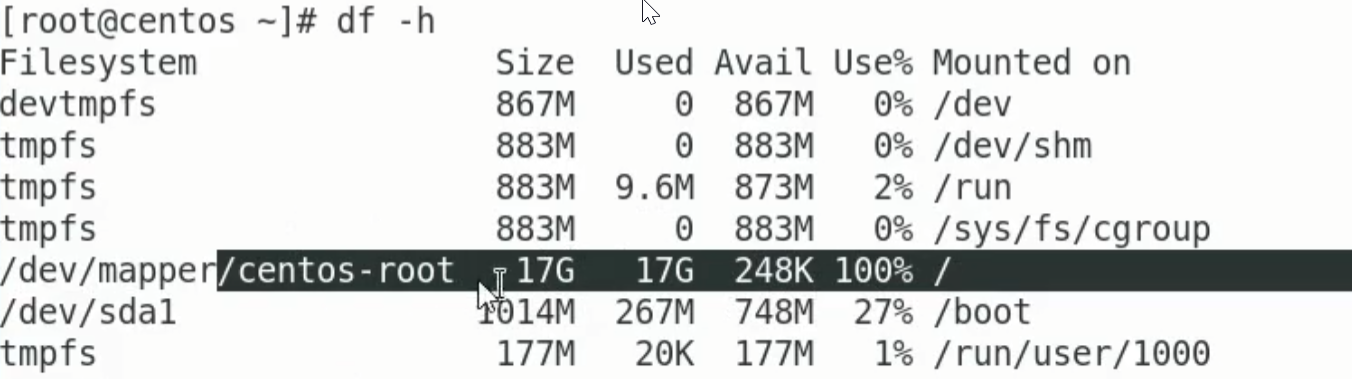 [root@centos ~]# df -h
Filesystem Size Used Avail Use% Mounted on
devtmpfs 867M 0 867M 0% /dev
tmpfs 883M 0 883M 0% /dev/shm
tmpfs 883M 9.6M 873M 2% /run
tmpfs 883M 0 883M 0% /sys/fs/cgroup
/dev/mapper/centos-root 17G 17G 248K 100% /
/dev/sda1 1014M 267M 748M 27% /boot
tmpfs 177M 20K 177M 1% /run/user/1000